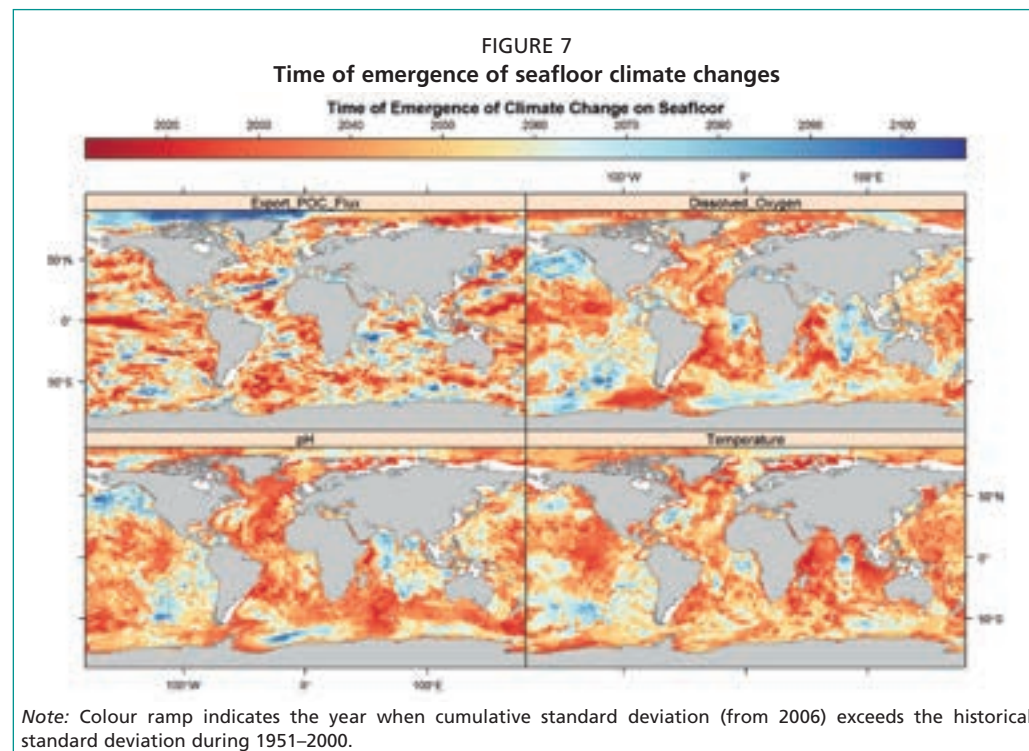 FIGURE 7
Time of emergence of seafloor climate changes
Time of Emergence of Climate Change on Seafloor
2020 2030 2040 2050 2060 2070 2080 2090 2100
100°W 0° 100°E
Export_POC_Flux Dissolved_Oxygen
50°N
0°
50°S
pH Temperature
50°N
0°
50°S
100°W 0° 100°E
Note: Colour ramp indicates the year when cumulative standard deviation (from 2006) exceeds the historical
standard deviation during 1951–2000.